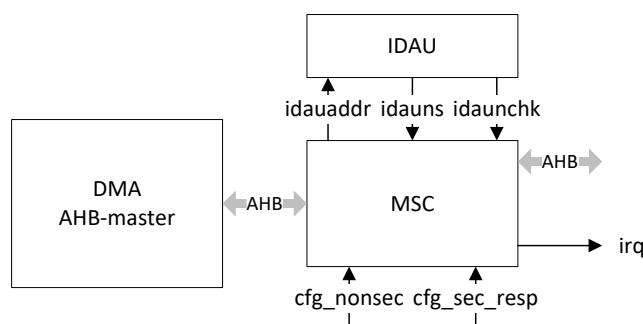 IDAU
idauaddr idauns idaunchk
DMA
AHB-master
AHB
MSC
AHB
irq
cfg_nonsec cfg_sec_resp